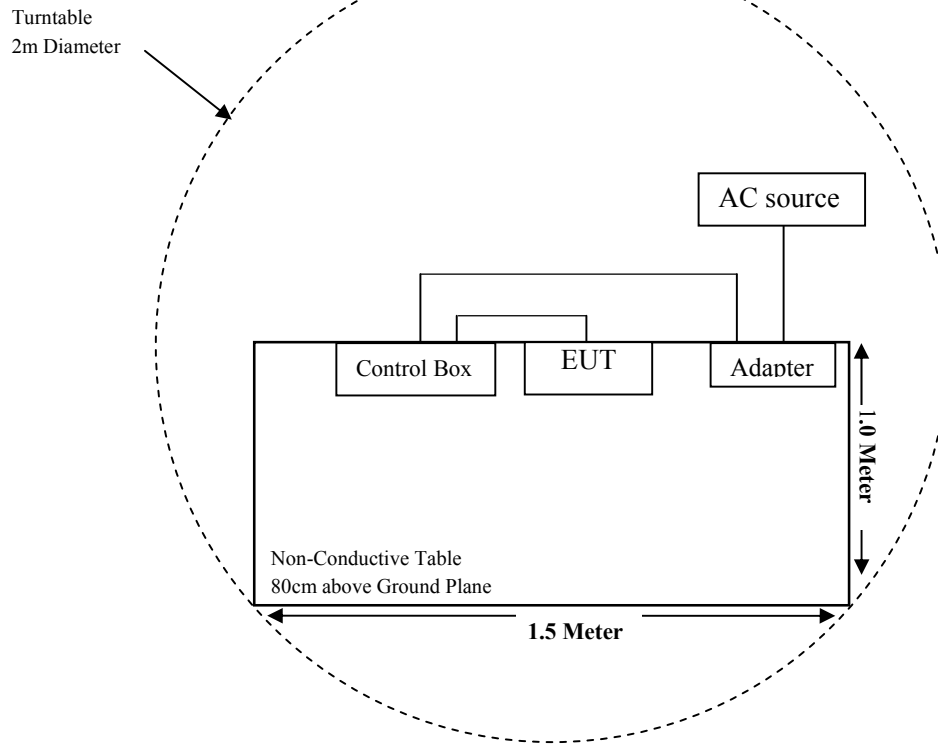 Turntable
2m Diameter
AC source
Control Box
EUT
Adapter
1.0 Meter
Non-Conductive Table
80cm above Ground Plane
1.5 Meter